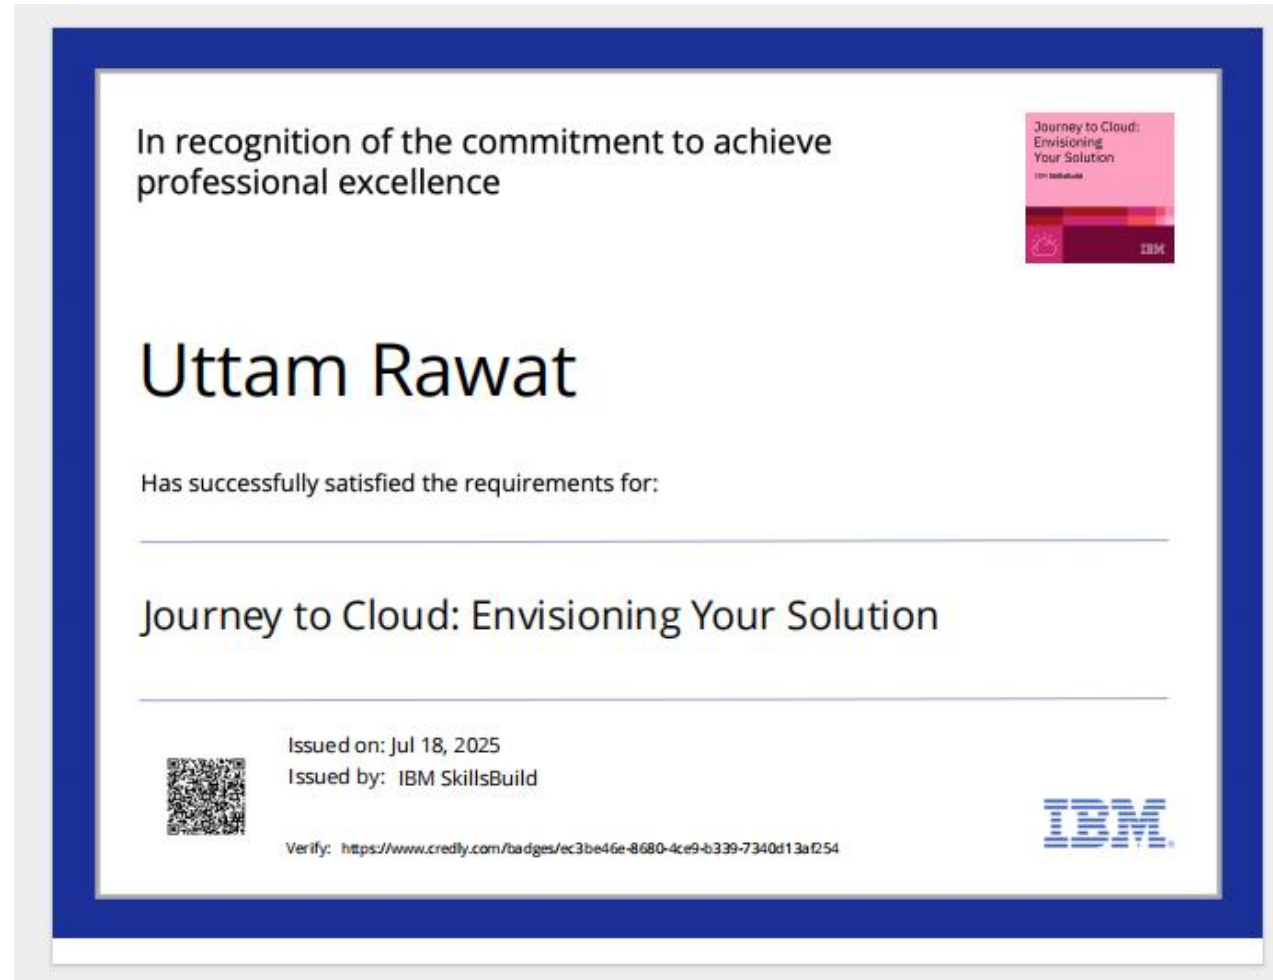 In recognition of the commitment to achieve
professional excellence
Journey to Cloud:
Envisioning
Your Solution
IBM SkillsBuild
IBM
Uttam Rawat
Has successfully satisfied the requirements for:
Journey to Cloud: Envisioning Your Solution
Issued on: Jul 18, 2025
Issued by: IBM SkillsBuild
Verify: https://www.credly.com/badges/ec3be46e-8680-4ce9-b339-7340d13af254
IBM®